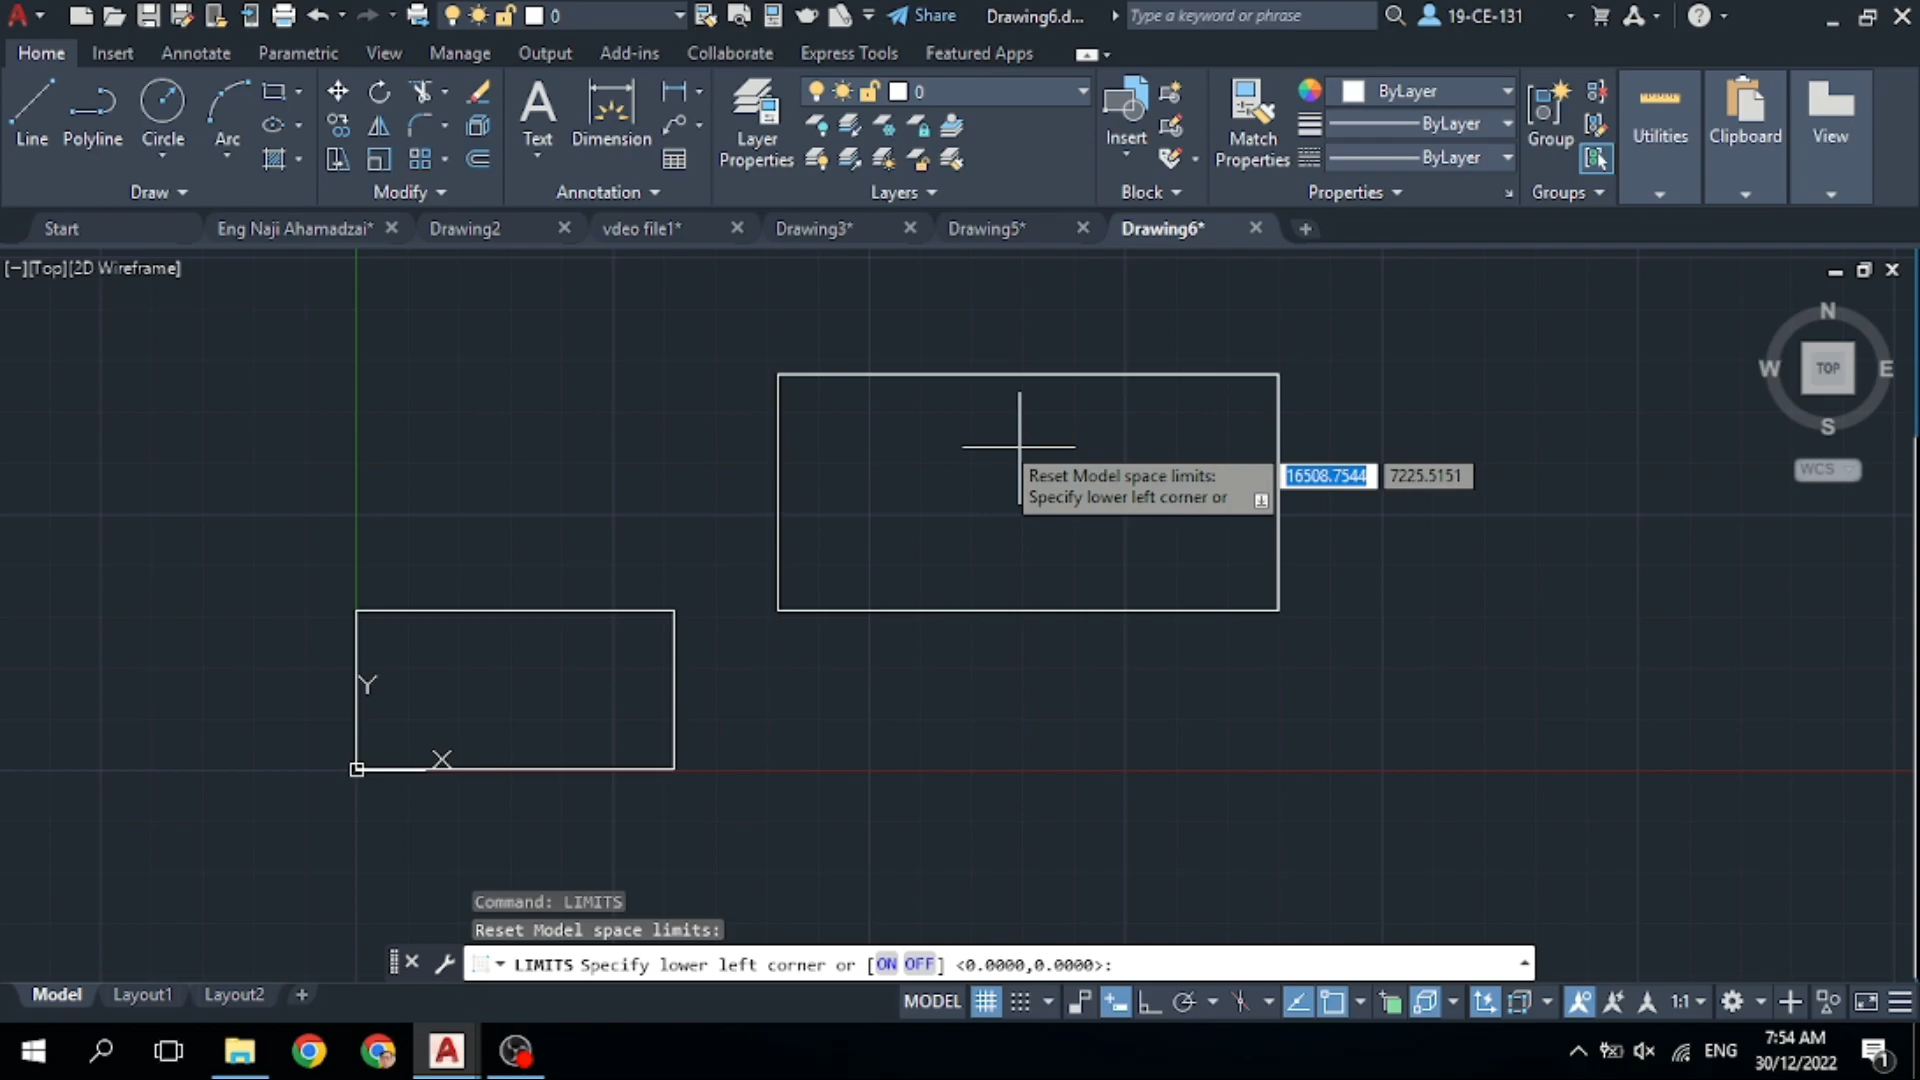 0
Share
Drawing6.d...
Type a keyword or phrase
19-CE-131
Home
Insert
Annotate
Parametric
View
Manage
Output
Add-ins
Collaborate
Express Tools
Featured Apps
Line
Polyline
Circle
Arc
Draw
Modify
Text
Dimension
Annotation
Layer
Properties
0
Layers
Insert
Block
Match
Properties
ByLayer
ByLayer
ByLayer
Properties
Group
Groups
Utilities
Clipboard
View
Start
Eng Naji Ahamadzai*
Drawing2
vdeo file1*
Drawing3*
Drawing5*
Drawing6*
[−][Top][2D Wireframe]
N
W
TOP
E
S
WCS
Reset Model space limits:
Specify lower left corner or
16508.7544
7225.5151
Y
X
Command: LIMITS
Reset Model space limits:
LIMITS Specify lower left corner or [ON OFF] <0.0000,0.0000>:
Model
Layout1
Layout2
MODEL
1:1
ENG
7:54 AM
30/12/2022
1